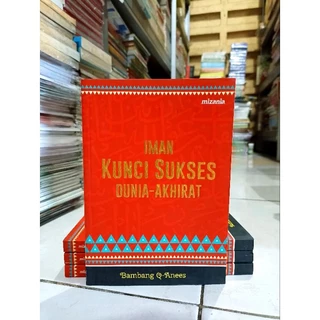 mizania
IMAN
KUNCI SUKSES
DUNIA-AKHIRAT
Bambang Q-Anees